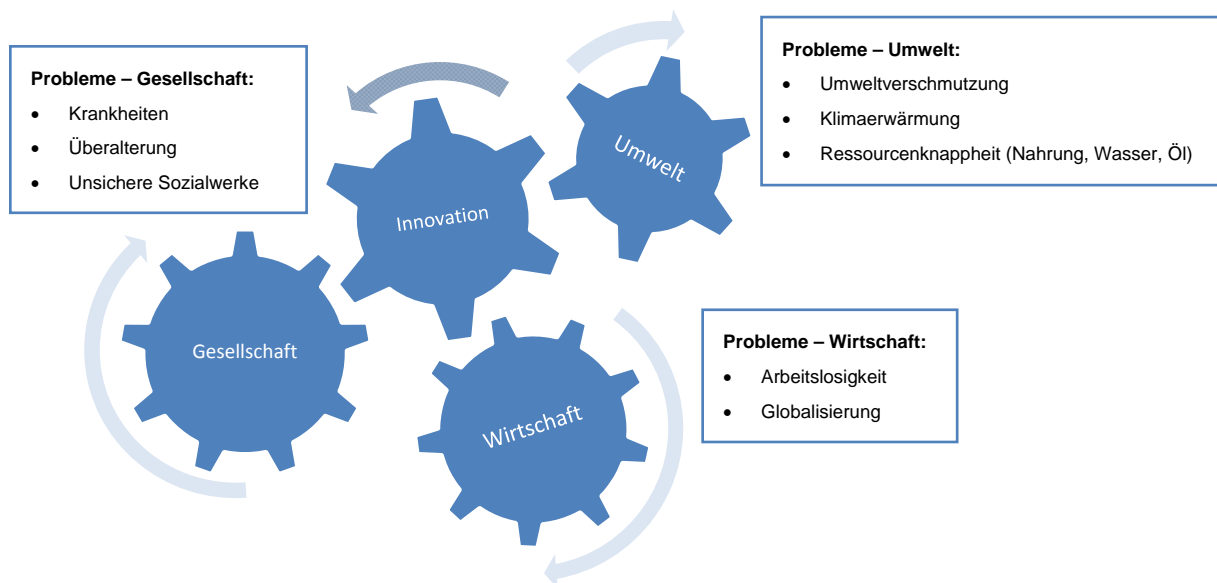 Probleme – Gesellschaft:
• Krankheiten
• Überalterung
• Unsichere Sozialwerke
Probleme – Umwelt:
• Umweltverschmutzung
• Klimaerwärmung
• Ressourcenknappheit (Nahrung, Wasser, Öl)
Umwelt
Innovation
Gesellschaft
Wirtschaft
Probleme – Wirtschaft:
• Arbeitslosigkeit
• Globalisierung